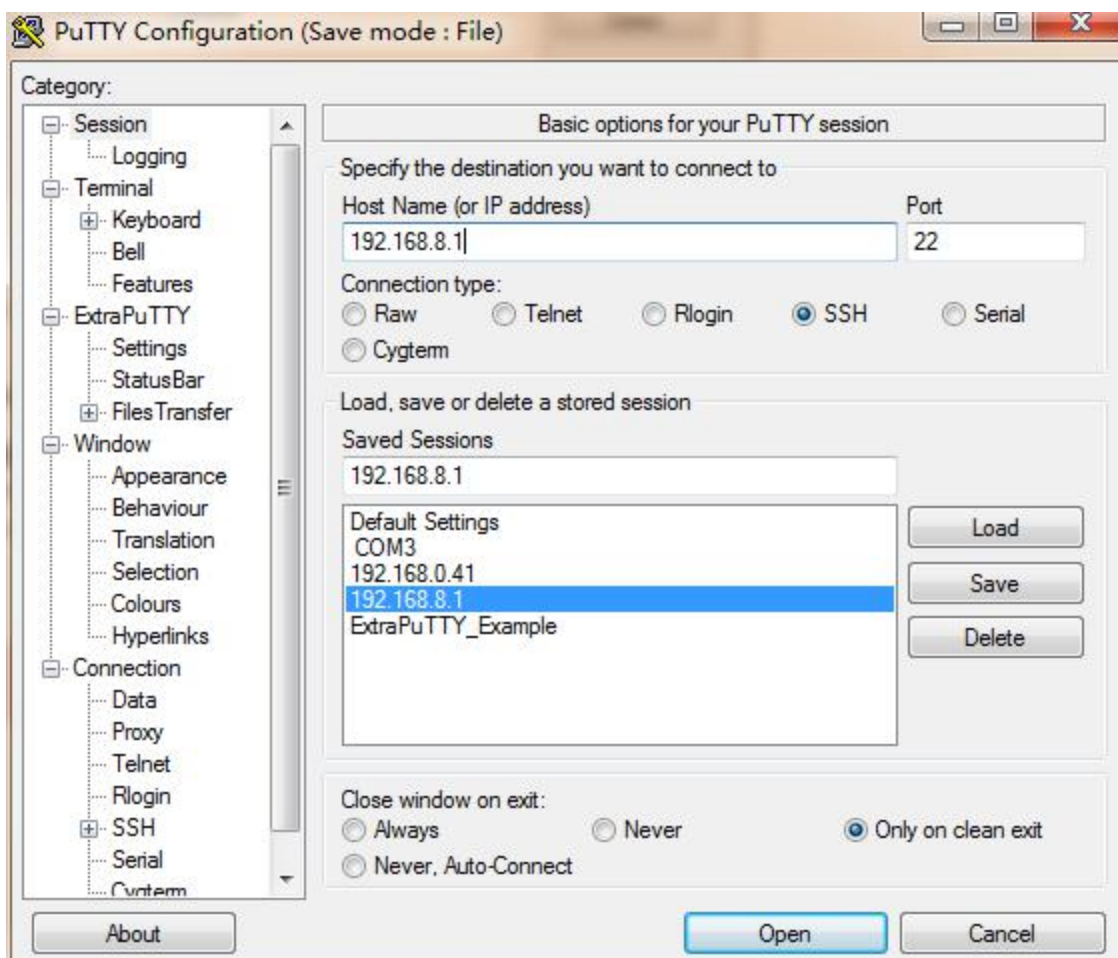 PuTTY Configuration (Save mode : File)
Category:
Session
Logging
Terminal
Keyboard
Bell
Features
ExtraPuTTY
Settings
StatusBar
FilesTransfer
Window
Appearance
Behaviour
Translation
Selection
Colours
Hyperlinks
Connection
Data
Proxy
Telnet
Rlogin
SSH
Serial
Cygterm
About
Basic options for your PuTTY session
Specify the destination you want to connect to
Host Name (or IP address) Port
192.168.8.1 22
Connection type:
Raw Telnet Rlogin SSH Serial
Cygterm
Load, save or delete a stored session
Saved Sessions
192.168.8.1
Default Settings
COM3
192.168.0.41
192.168.8.1
ExtraPuTTY_Example
Load
Save
Delete
Close window on exit:
Always Never Only on clean exit
Never, Auto-Connect
Open Cancel